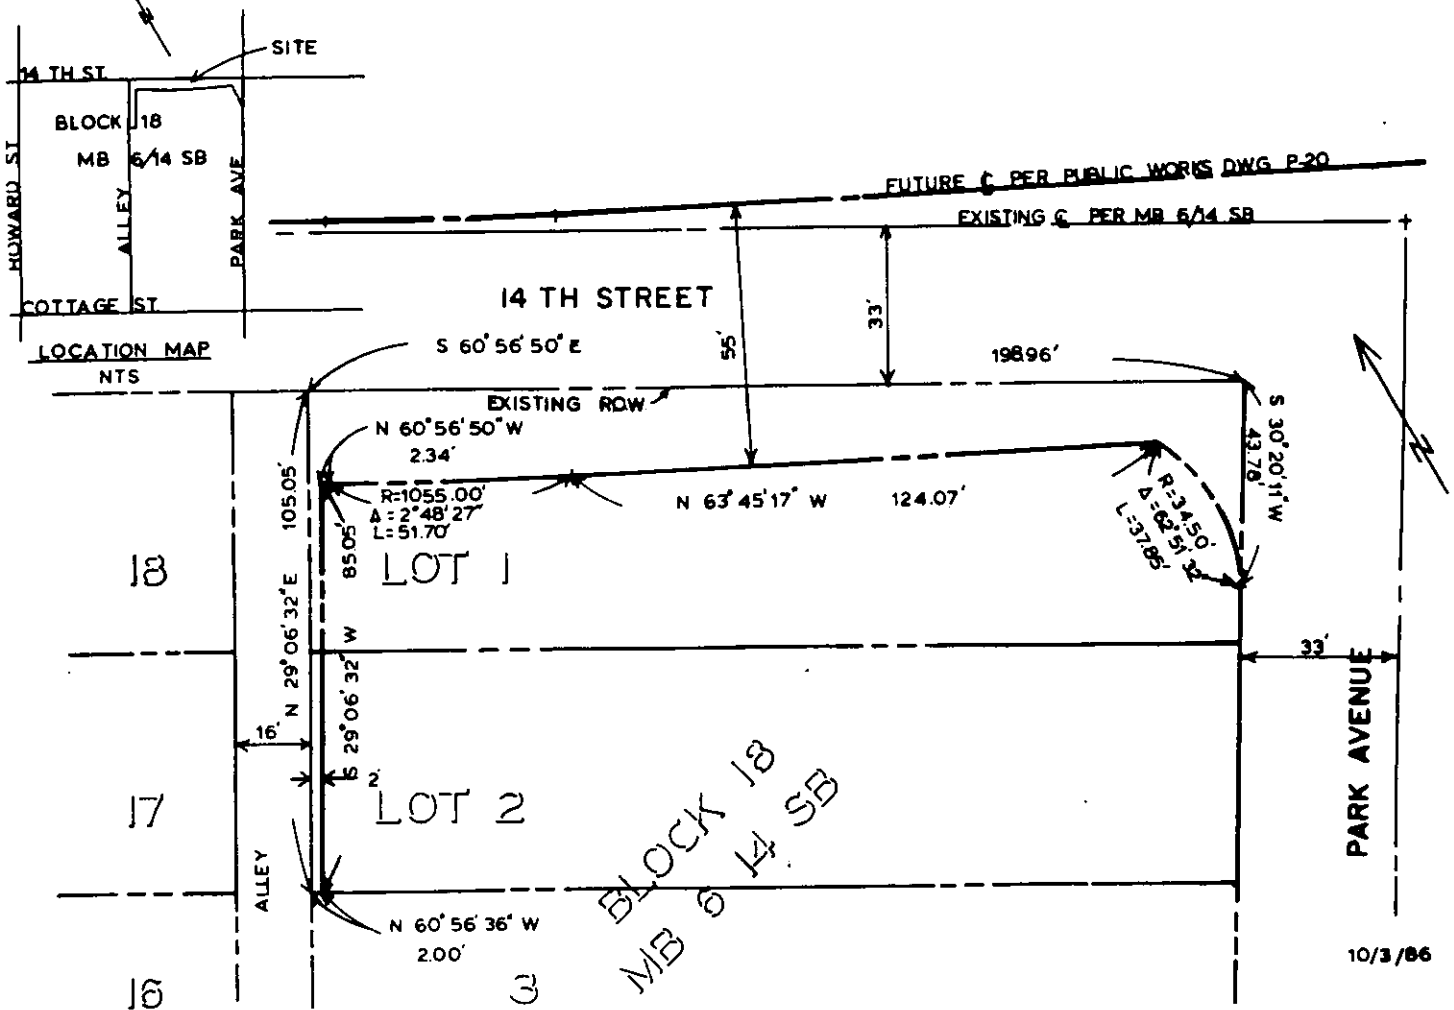 SITE
14 TH ST.
BLOCK 18
MB 6/14 SB
HOWARD ST
ALLEY
PARK AVE
COTTAGE ST.
LOCATION MAP
NTS
FUTURE ℄ PER PUBLIC WORKS DWG P-20
EXISTING ℄ PER MB 6/14 SB
14 TH STREET
33'
55'
S 60°56'50" E
198.96'
EXISTING R.O.W.
N 60°56'50" W
2.34'
R=1055.00'
Δ=2°48'27"
L=51.70'
N 63°45'17" W 124.07'
R=34.50'
Δ=62°51'32"
L=37.85'
S 30°20'11" W
43.78'
105.05'
N 29°06'32" E
85.05'
S 29°06'32" W
18
LOT 1
33'
16'
2'
17
LOT 2
BLOCK 18
MB 6 14 SB
PARK AVENUE
ALLEY
N 60°56'36" W
2.00'
16
3
10/3/86